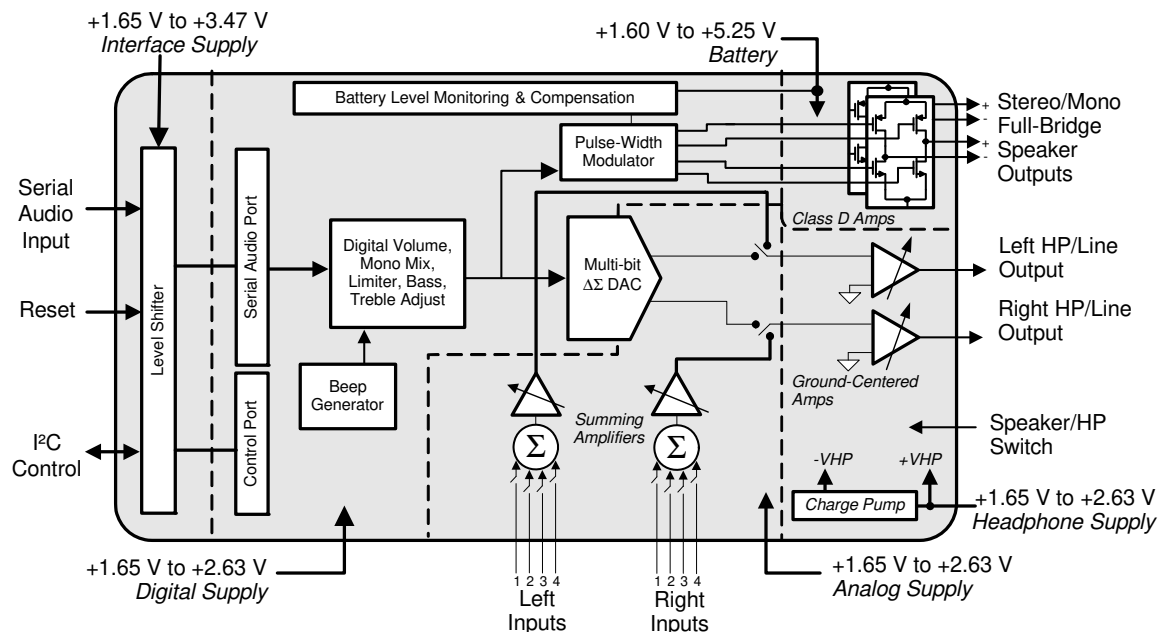 +1.65 V to +3.47 V
Interface Supply
+1.60 V to +5.25 V
Battery
Battery Level Monitoring & Compensation
Pulse-Width
Modulator
+
-
+
-
Stereo/Mono
Full-Bridge
Speaker
Outputs
Class D Amps
Serial
Audio
Input
Reset
I²C
Control
Level Shifter
Serial Audio Port
Control Port
Digital Volume,
Mono Mix,
Limiter, Bass,
Treble Adjust
Beep
Generator
Multi-bit
ΔΣ DAC
Left HP/Line
Output
Right HP/Line
Output
Ground-Centered
Amps
Summing
Amplifiers
Σ
Σ
Speaker/HP
Switch
-VHP
+VHP
Charge Pump
+1.65 V to +2.63 V
Headphone Supply
+1.65 V to +2.63 V
Digital Supply
1 2 3 4
Left
Inputs
1 2 3 4
Right
Inputs
+1.65 V to +2.63 V
Analog Supply